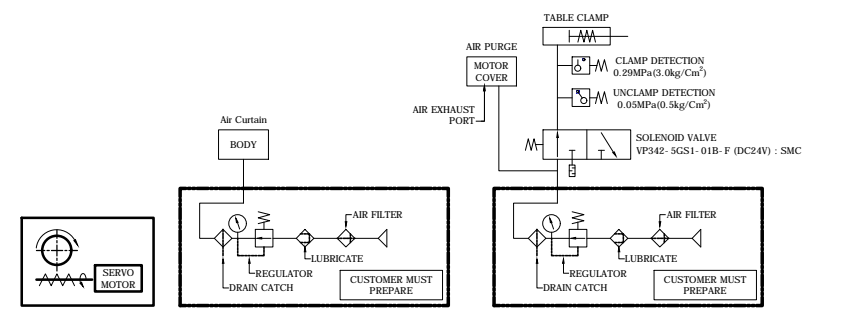 TABLE CLAMP
AIR PURGE
MOTOR
COVER
CLAMP DETECTION
0.29MPa(3.0kg/Cm²)
UNCLAMP DETECTION
0.05MPa(0.5kg/Cm²)
AIR EXHAUST
PORT
Air Curtain
BODY
SOLENOID VALVE
VP342-5GS1-01B-F (DC24V) : SMC
AIR FILTER
LUBRICATE
REGULATOR
DRAIN CATCH
CUSTOMER MUST
PREPARE
AIR FILTER
LUBRICATE
REGULATOR
DRAIN CATCH
CUSTOMER MUST
PREPARE
SERVO
MOTOR